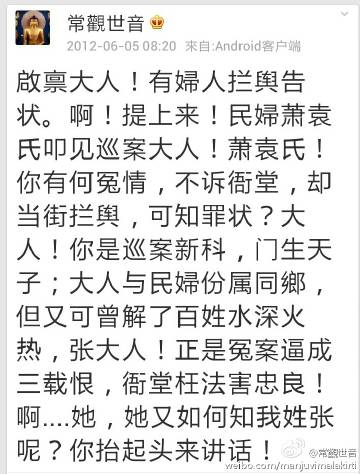 常觀世音
2012-06-05 08:20 来自:Android客户端
啟禀大人！有婦人拦舆告
状。啊！提上来！民婦萧袁
氏叩见巡案大人！萧袁氏！
你有何冤情，不诉衙堂，却
当街拦舆，可知罪状？大
人！你是巡案新科，门生天
子；大人与民婦份属同鄉，
但又可曾解了百姓水深火
热，张大人！正是冤案逼成
三载恨，衙堂枉法害忠良！
啊....她，她又如何知我姓张
呢？你抬起头来讲话！
@常觀世音
weibo.com/manjuvimalakirti